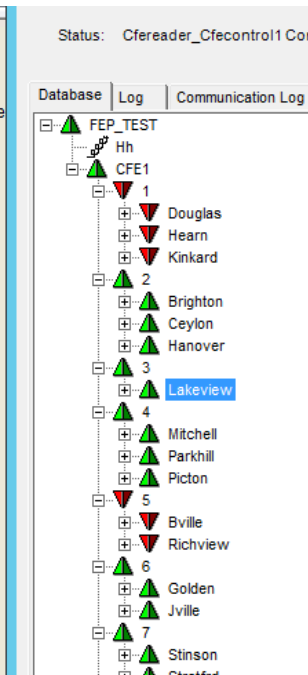 Status: Cfereader_Cfecontrol1
Database Log Communication Log
FEP_TEST
Hh
CFE1
1
Douglas
Hearn
Kinkard
2
Brighton
Ceylon
Hanover
3
Lakeview
4
Mitchell
Parkhill
Picton
5
Bville
Richview
6
Golden
Jville
7
Stinson